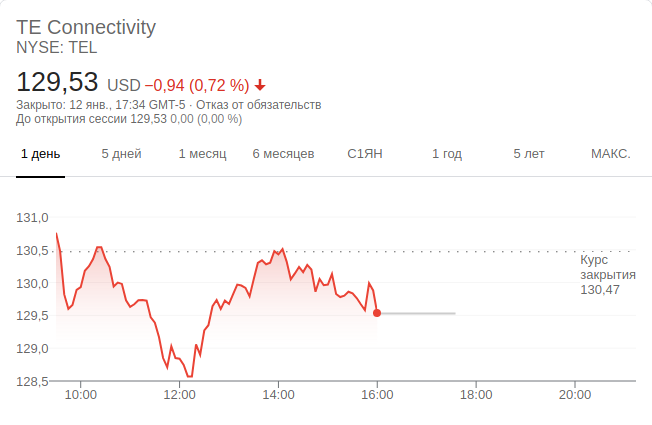 TE Connectivity
NYSE: TEL
129,53 USD −0,94 (0,72 %)
Закрыто: 12 янв., 17:34 GMT-5 · Отказ от обязательств
До открытия сессии 129,53 0,00 (0,00 %)
1 день 5 дней 1 месяц 6 месяцев С1ЯН 1 год 5 лет МАКС.
131,0
130,5
Курс
закрытия
130,47
130,0
129,5
129,0
128,5
10:00 12:00 14:00 16:00 18:00 20:00